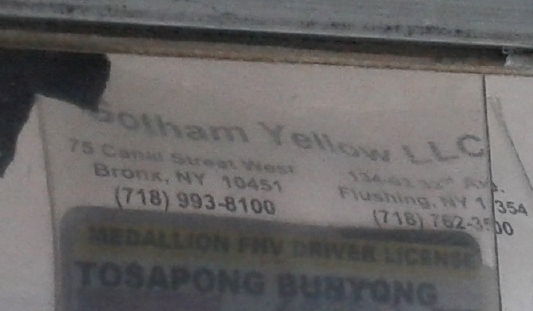 Gotham Yellow LLC
75 Canal Street West
Bronx, NY 10451
(718) 993-8100
Flushing, NY 11354
(718) 762-3500
MEDALLION FHV DRIVER LICENSE
TOSAPONG BUNYONG